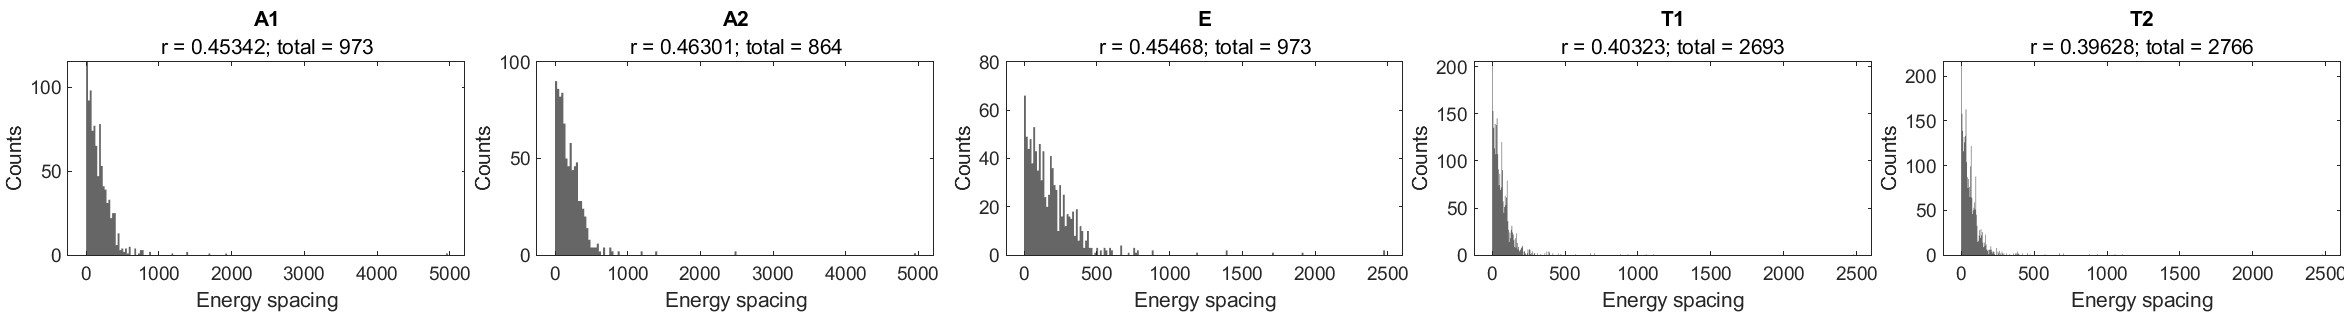 A1
r = 0.45342; total = 973
100
50
0
Counts
0 1000 2000 3000 4000 5000
Energy spacing
A2
r = 0.46301; total = 864
100
50
0
Counts
0 1000 2000 3000 4000 5000
Energy spacing
E
r = 0.45468; total = 973
80
60
40
20
0
Counts
0 500 1000 1500 2000 2500
Energy spacing
T1
r = 0.40323; total = 2693
200
150
100
50
0
Counts
0 500 1000 1500 2000 2500
Energy spacing
T2
r = 0.39628; total = 2766
200
150
100
50
0
Counts
0 500 1000 1500 2000 2500
Energy spacing